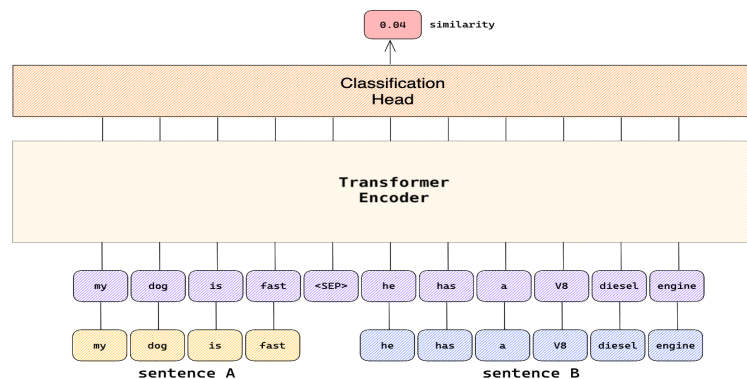 0.04 similarity
Classification
Head
Transformer
Encoder
my dog is fast <SEP> he has a V8 diesel engine
my dog is fast he has a V8 diesel engine
sentence A sentence B